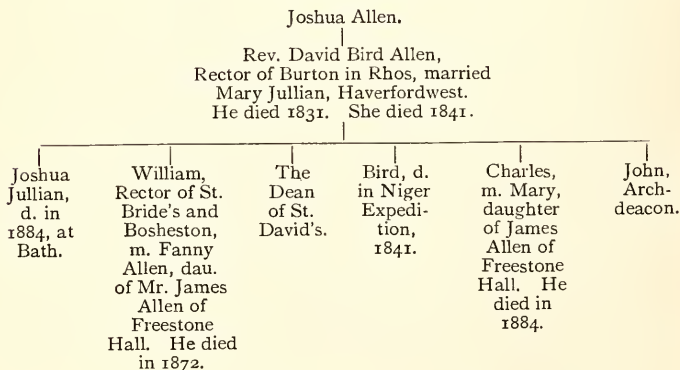 Joshua Allen.
Rev. David Bird Allen,
Rector of Burton in Rhos, married
Mary Jullian, Haverfordwest.
He died 1831. She died 1841.
Joshua
Jullian,
d. in
1884, at
Bath.
William,
Rector of St.
Bride's and
Bosheston,
m. Fanny
Allen, dau.
of Mr. James
Allen of
Freestone
Hall. He died
in 1872.
The
Dean
of St.
David's.
Bird, d.
in Niger
Expedi-
tion,
1841.
Charles,
m. Mary,
daughter
of James
Allen of
Freestone
Hall. He
died in
1884.
John,
Arch-
deacon.